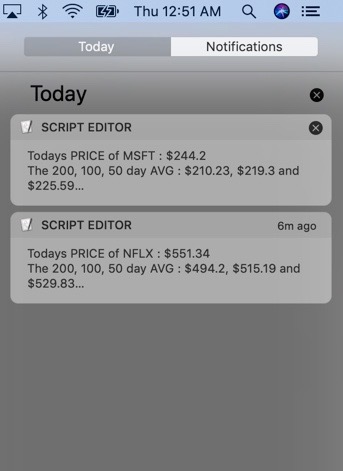 Thu 12:51 AM
Today
Notifications
Today
SCRIPT EDITOR
Todays PRICE of MSFT : $244.2
The 200, 100, 50 day AVG : $210.23, $219.3 and
$225.59...
SCRIPT EDITOR 6m ago
Todays PRICE of NFLX : $551.34
The 200, 100, 50 day AVG : $494.2, $515.19 and
$529.83...